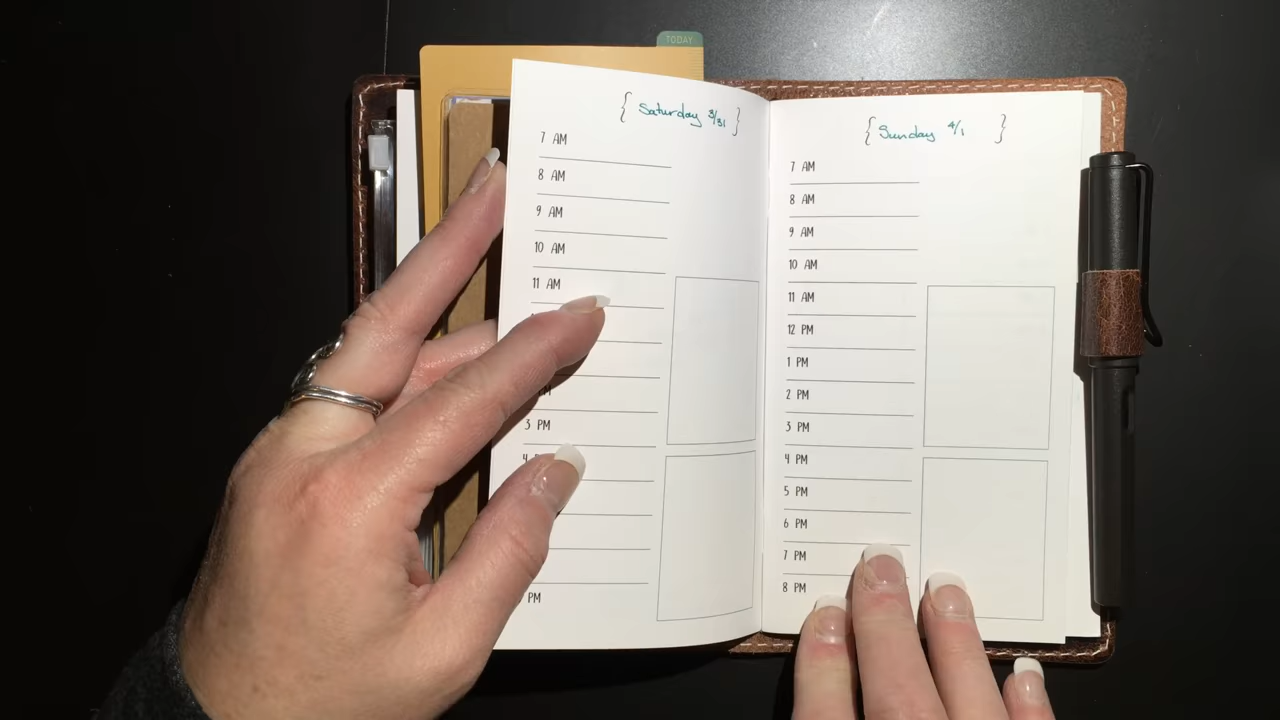 TODAY
{ Saturday 3/31 }
7 AM
8 AM
9 AM
10 AM
11 AM
3 PM
4
PM
{ Sunday 4/1 }
7 AM
8 AM
9 AM
10 AM
11 AM
12 PM
1 PM
2 PM
3 PM
4 PM
5 PM
6 PM
7 PM
8 PM